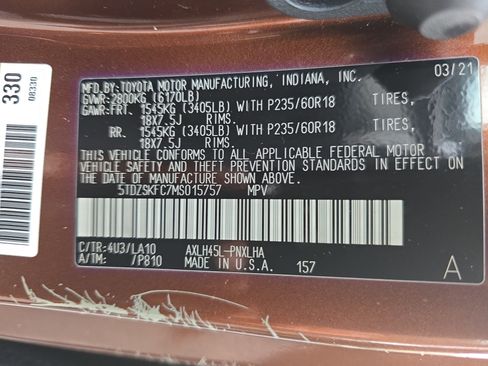 330
08330
MFD. BY: TOYOTA MOTOR MANUFACTURING, INDIANA, INC. 03/21
GVWR: 2800KG (6170LB)
GAWR: FRT. 1545KG (3405LB) WITH P235/60R18 TIRES,
18X7.5J RIMS.
RR. 1545KG (3405LB) WITH P235/60R18 TIRES,
18X7.5J RIMS.
THIS VEHICLE CONFORMS TO ALL APPLICABLE FEDERAL MOTOR
VEHICLE SAFETY AND THEFT PREVENTION STANDARDS IN EFFECT ON
THE DATE OF MANUFACTURE SHOWN ABOVE.
5TDZSKFC7MS015757 MPV
C/TR: 4U3/LA10 AXLH45L-PNXLHA
A/TM: /P810 MADE IN U.S.A. 157 A